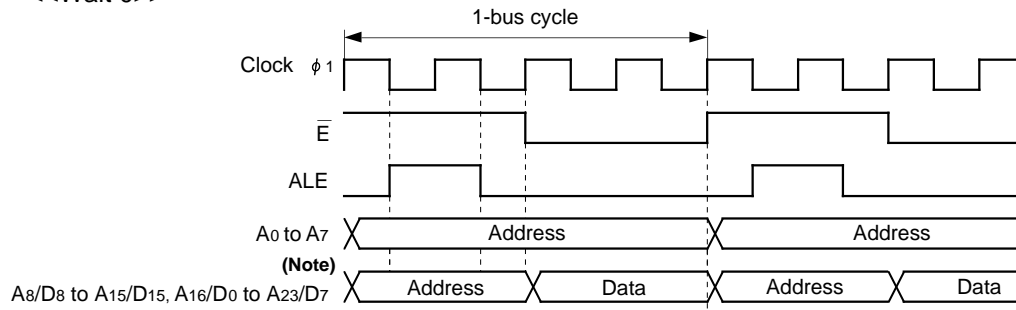 1-bus cycle
Clock ϕ 1
E
ALE
A0 to A7 Address Address
(Note)
A8/D8 to A15/D15, A16/D0 to A23/D7 Address Data Address Data